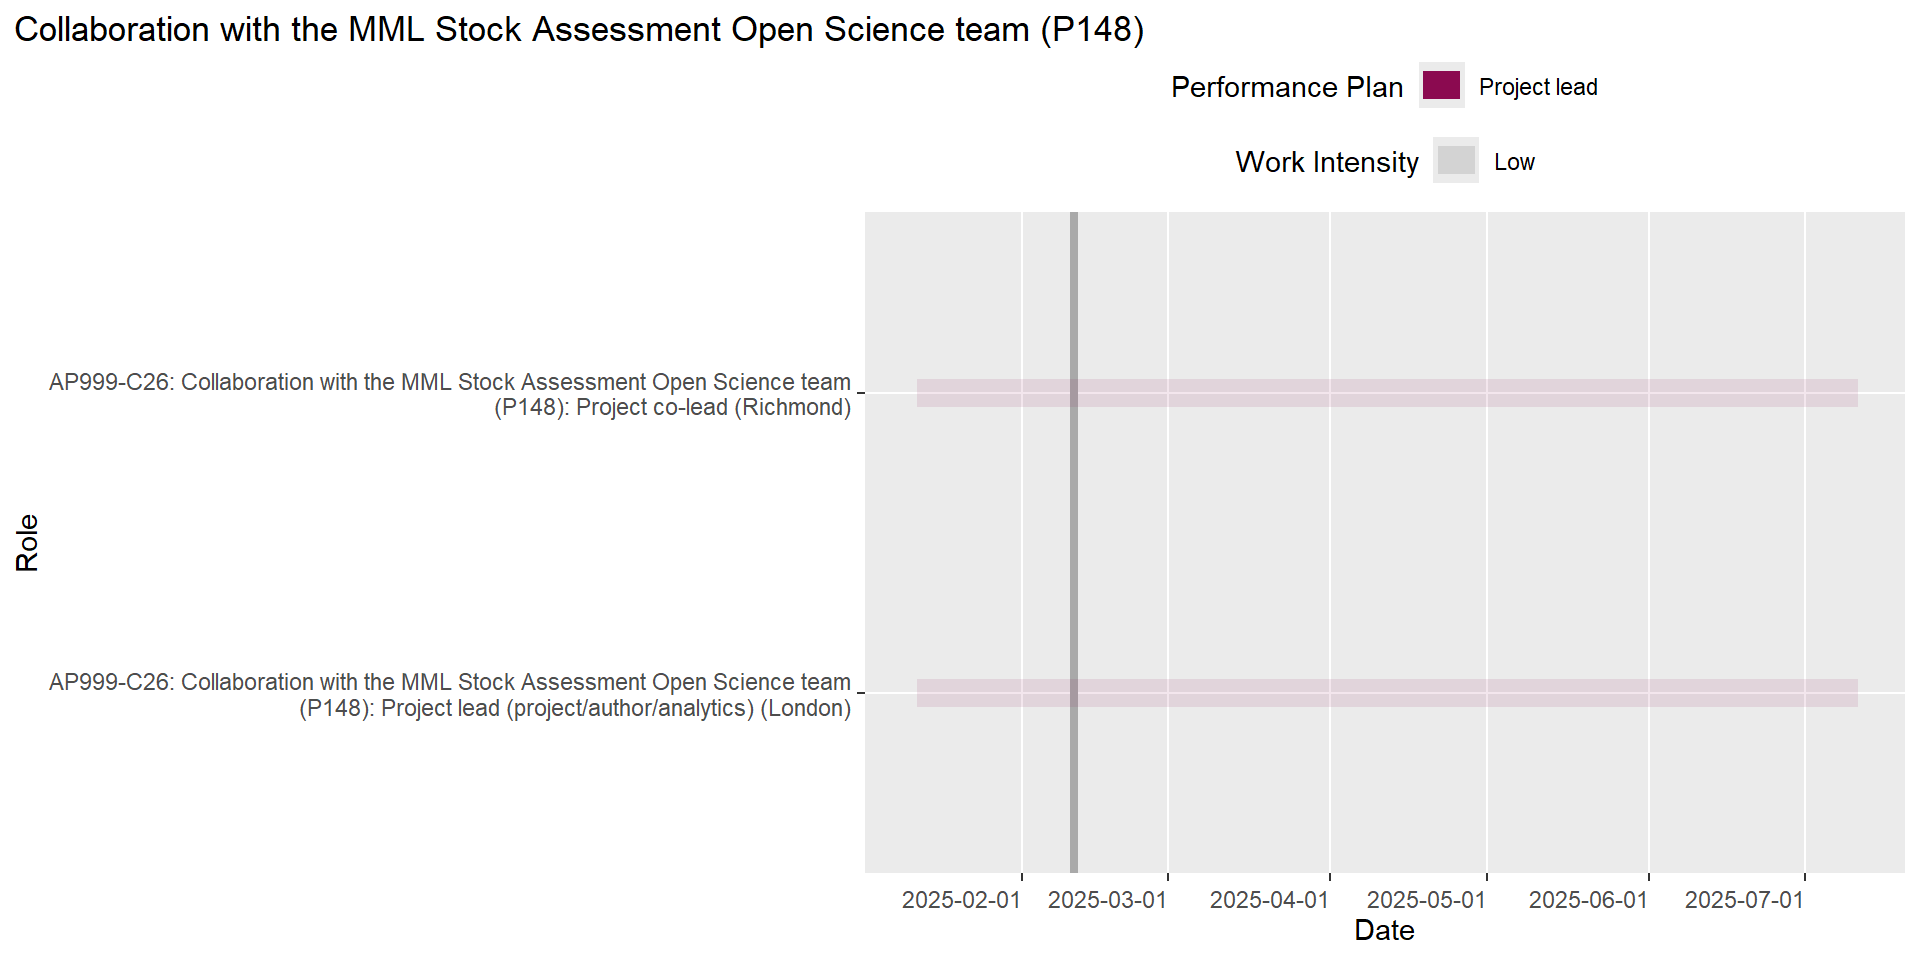 Collaboration with the MML Stock Assessment Open Science team (P148)
Performance Plan
Project lead
Work Intensity
Low
AP999-C26: Collaboration with the MML Stock Assessment Open Science team
(P148): Project co-lead (Richmond)
Role
AP999-C26: Collaboration with the MML Stock Assessment Open Science team
(P148): Project lead (project/author/analytics) (London)
2025-02-01
2025-03-01
2025-04-01
2025-05-01
2025-06-01
2025-07-01
Date